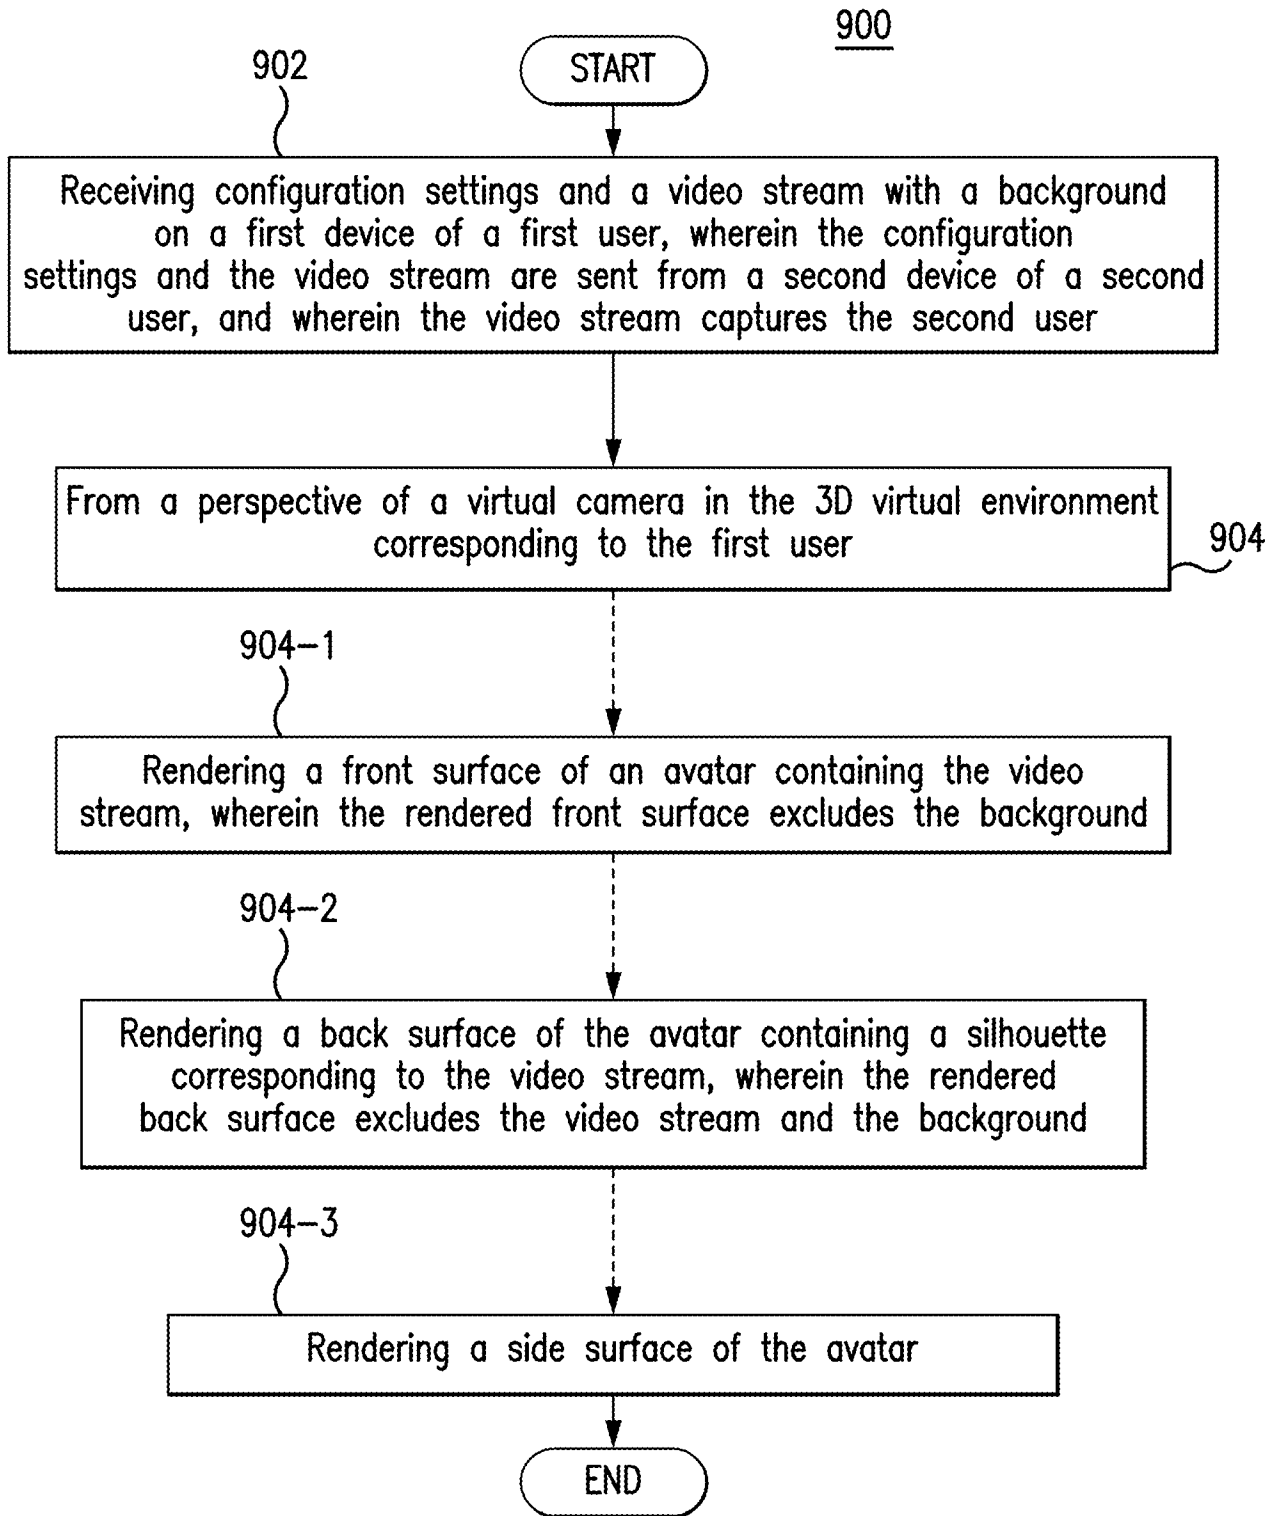 900
START
902
Receiving configuration settings and a video stream with a background
on a first device of a first user, wherein the configuration
settings and the video stream are sent from a second device of a second
user, and wherein the video stream captures the second user
From a perspective of a virtual camera in the 3D virtual environment
corresponding to the first user
904
904-1
Rendering a front surface of an avatar containing the video
stream, wherein the rendered front surface excludes the background
904-2
Rendering a back surface of the avatar containing a silhouette
corresponding to the video stream, wherein the rendered
back surface excludes the video stream and the background
904-3
Rendering a side surface of the avatar
END